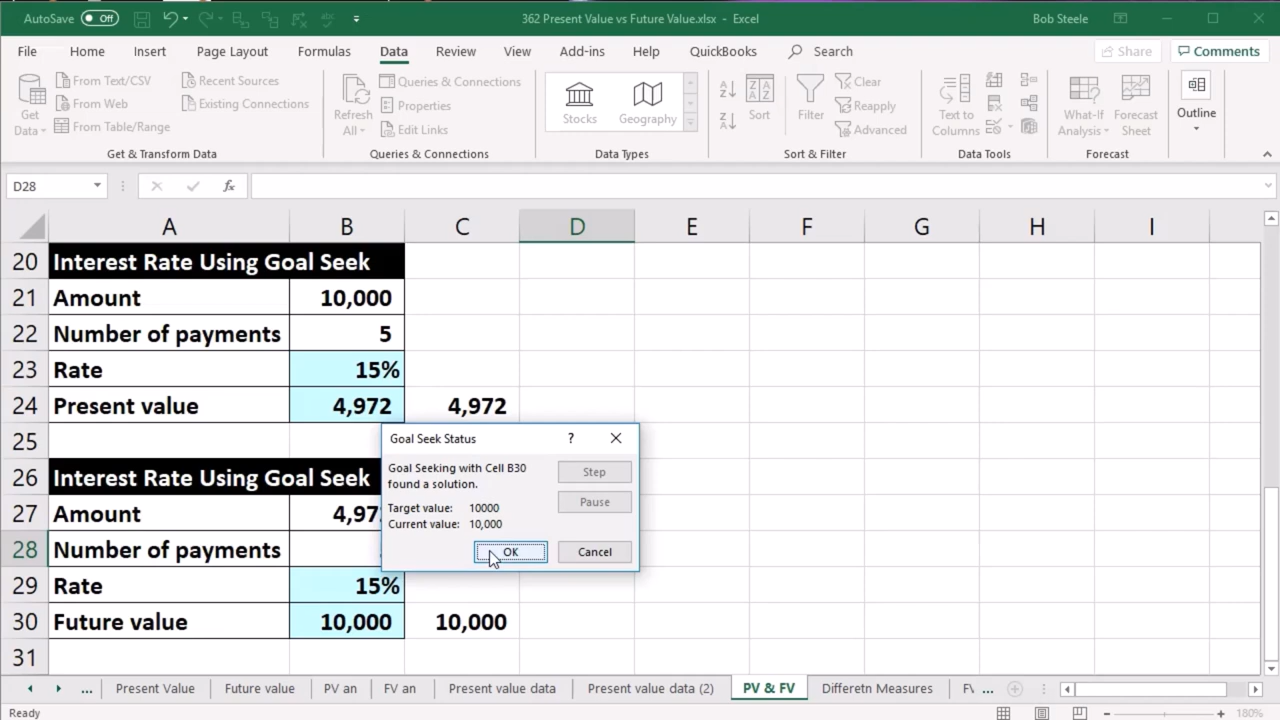 AutoSave Off 362 Present Value vs Future Value.xlsx - Excel Bob Steele
File Home Insert Page Layout Formulas Data Review View Add-ins Help QuickBooks Search Share Comments
From Text/CSV Recent Sources Queries & Connections Clear
From Web Existing Connections Properties Reapply
From Table/Range Edit Links Advanced
Get Data Refresh All Stocks Geography Sort Filter Text to Columns What-If Analysis Forecast Sheet Outline
Get & Transform Data Queries & Connections Data Types Sort & Filter Data Tools Forecast
D28 fx
A B C D E F G H I
20 Interest Rate Using Goal Seek
21 Amount 10,000
22 Number of payments 5
23 Rate 15%
24 Present value 4,972 4,972
25
26 Interest Rate Using Goal Seek
27 Amount 4,97
28 Number of payments
29 Rate 15%
30 Future value 10,000 10,000
31
Goal Seek Status ? X
Goal Seeking with Cell B30
found a solution.
Target value: 10000
Current value: 10,000
Step
Pause
OK Cancel
... Present Value Future value PV an FV an Present value data Present value data (2) PV & FV Differetn Measures FV ...
Ready 180%